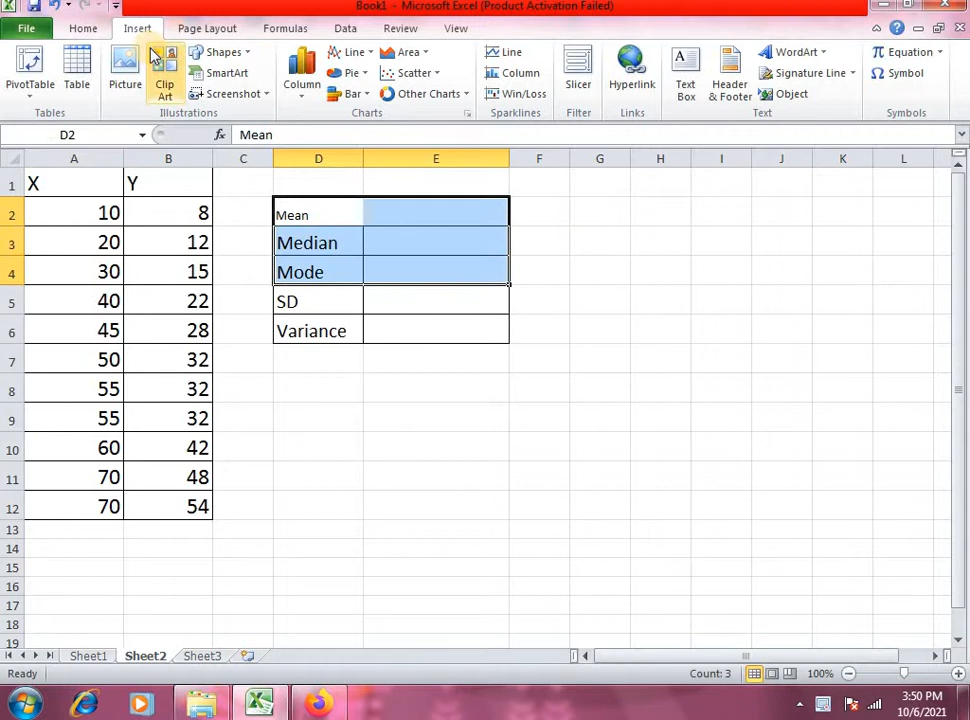 Book1 - Microsoft Excel (Product Activation Failed)
File Home Insert Page Layout Formulas Data Review View
PivotTable Table Picture Clip Art Shapes SmartArt Screenshot Column Line Pie Bar Area Scatter Other Charts Line Column Win/Loss Slicer Hyperlink Text Box Header & Footer WordArt Signature Line Object Equation Symbol
Tables Illustrations Charts Sparklines Filter Links Text Symbols
D2 fx Mean
A B C D E F G H I J K L
1 X Y
2 10 8 Mean
3 20 12 Median
4 30 15 Mode
5 40 22 SD
6 45 28 Variance
7 50 32
8 55 32
9 55 32
10 60 42
11 70 48
12 70 54
13
14
15
16
17
18
19
Sheet1 Sheet2 Sheet3
Ready Count: 3 100%
3:50 PM
10/6/2021